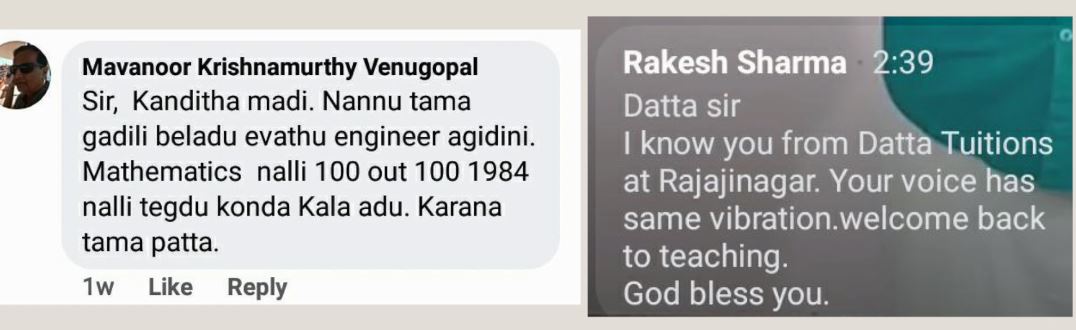 Mavanoor Krishnamurthy Venugopal
Sir, Kanditha madi. Nannu tama
gadili beladu evathu engineer agidini.
Mathematics nalli 100 out 100 1984
nalli tegdu konda Kala adu. Karana
tama patta.
1w Like Reply
Rakesh Sharma · 2:39
Datta sir
I know you from Datta Tuitions
at Rajajinagar. Your voice has
same vibration.welcome back
to teaching.
God bless you.